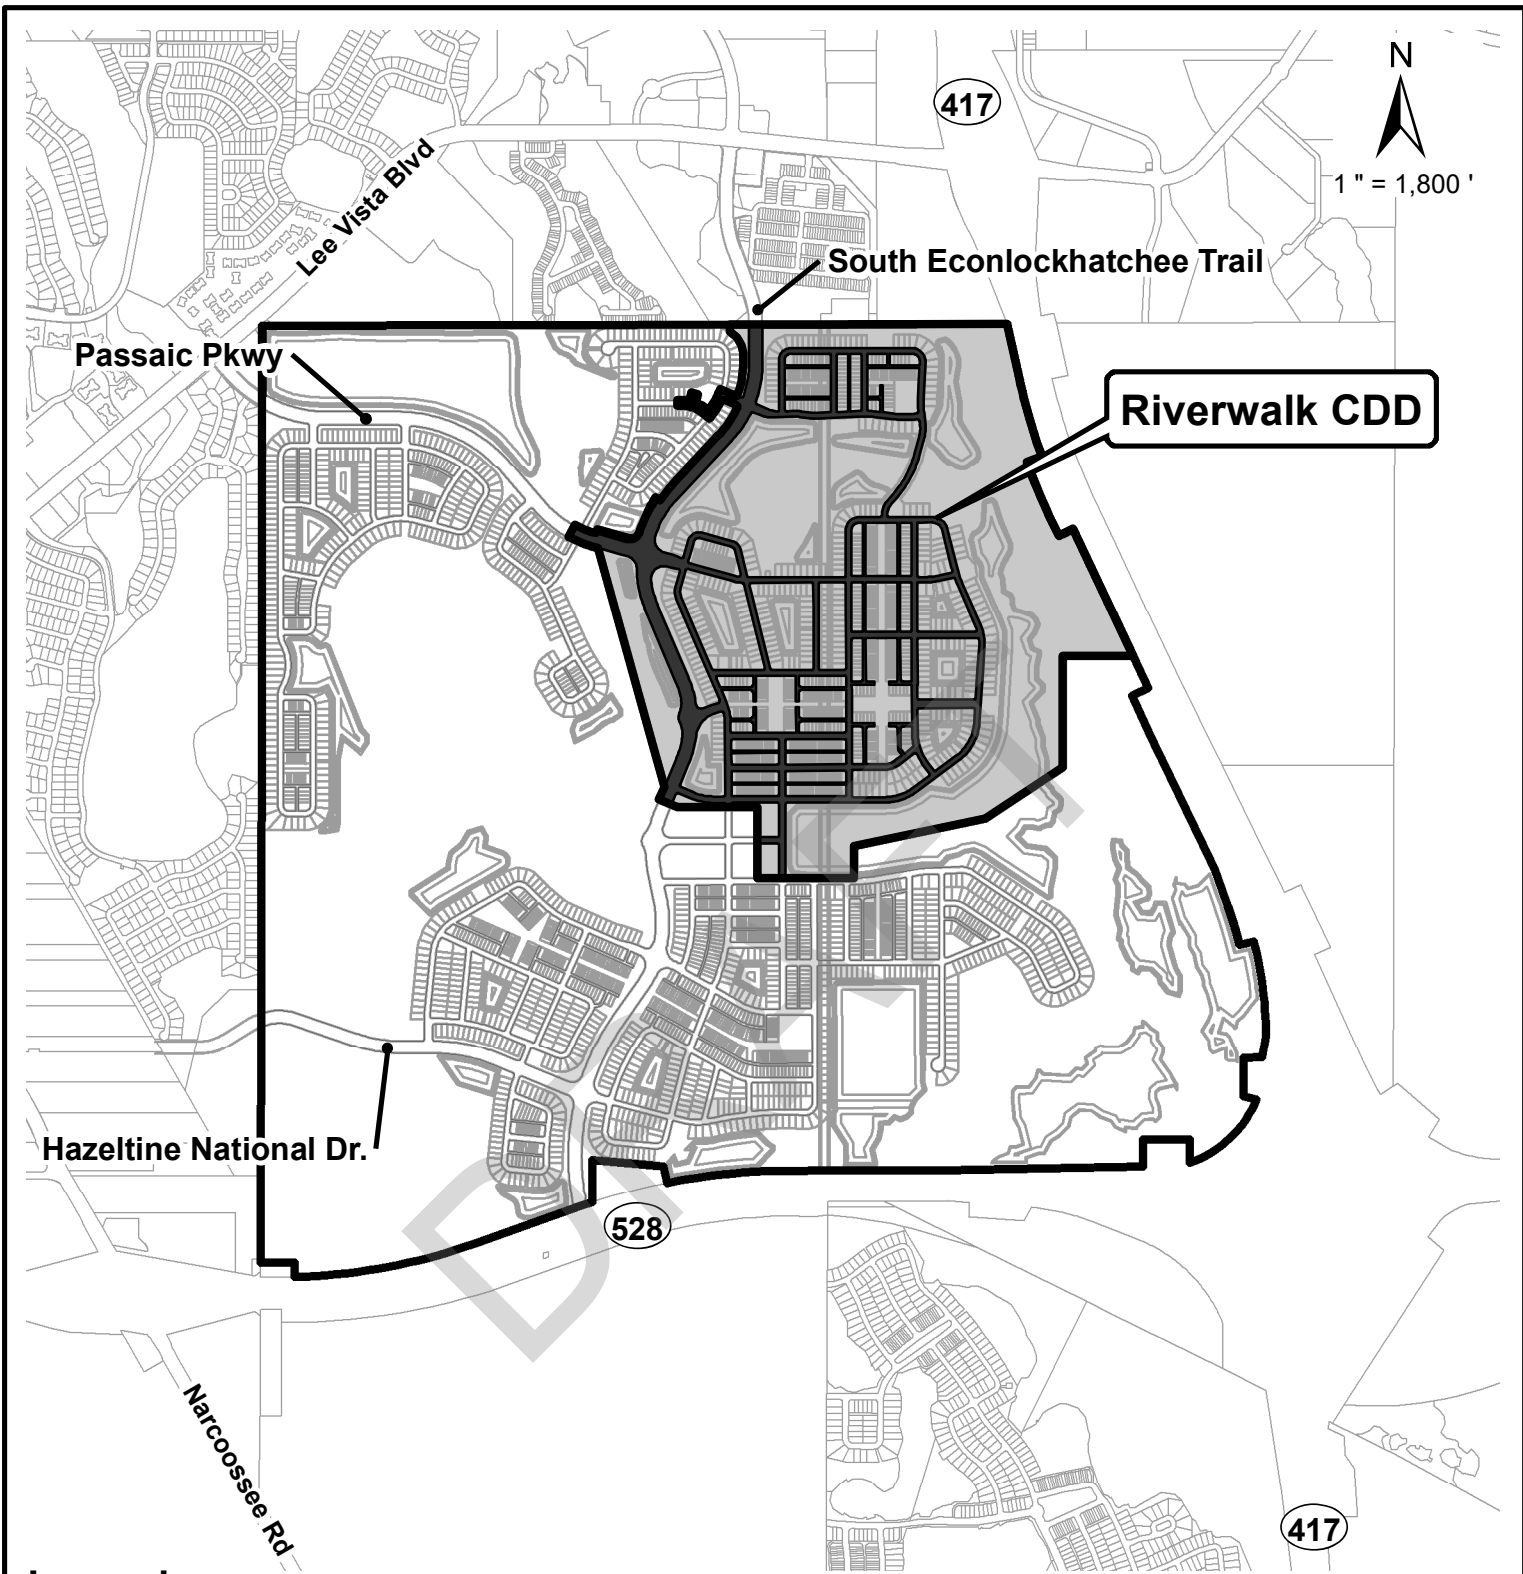 N
417
1 " = 1,800 '
Lee Vista Blvd
South Econlockhatchee Trail
Passaic Pkwy
Riverwalk CDD
DRAFT
Hazeltine National Dr.
528
Narcoossee Rd
417